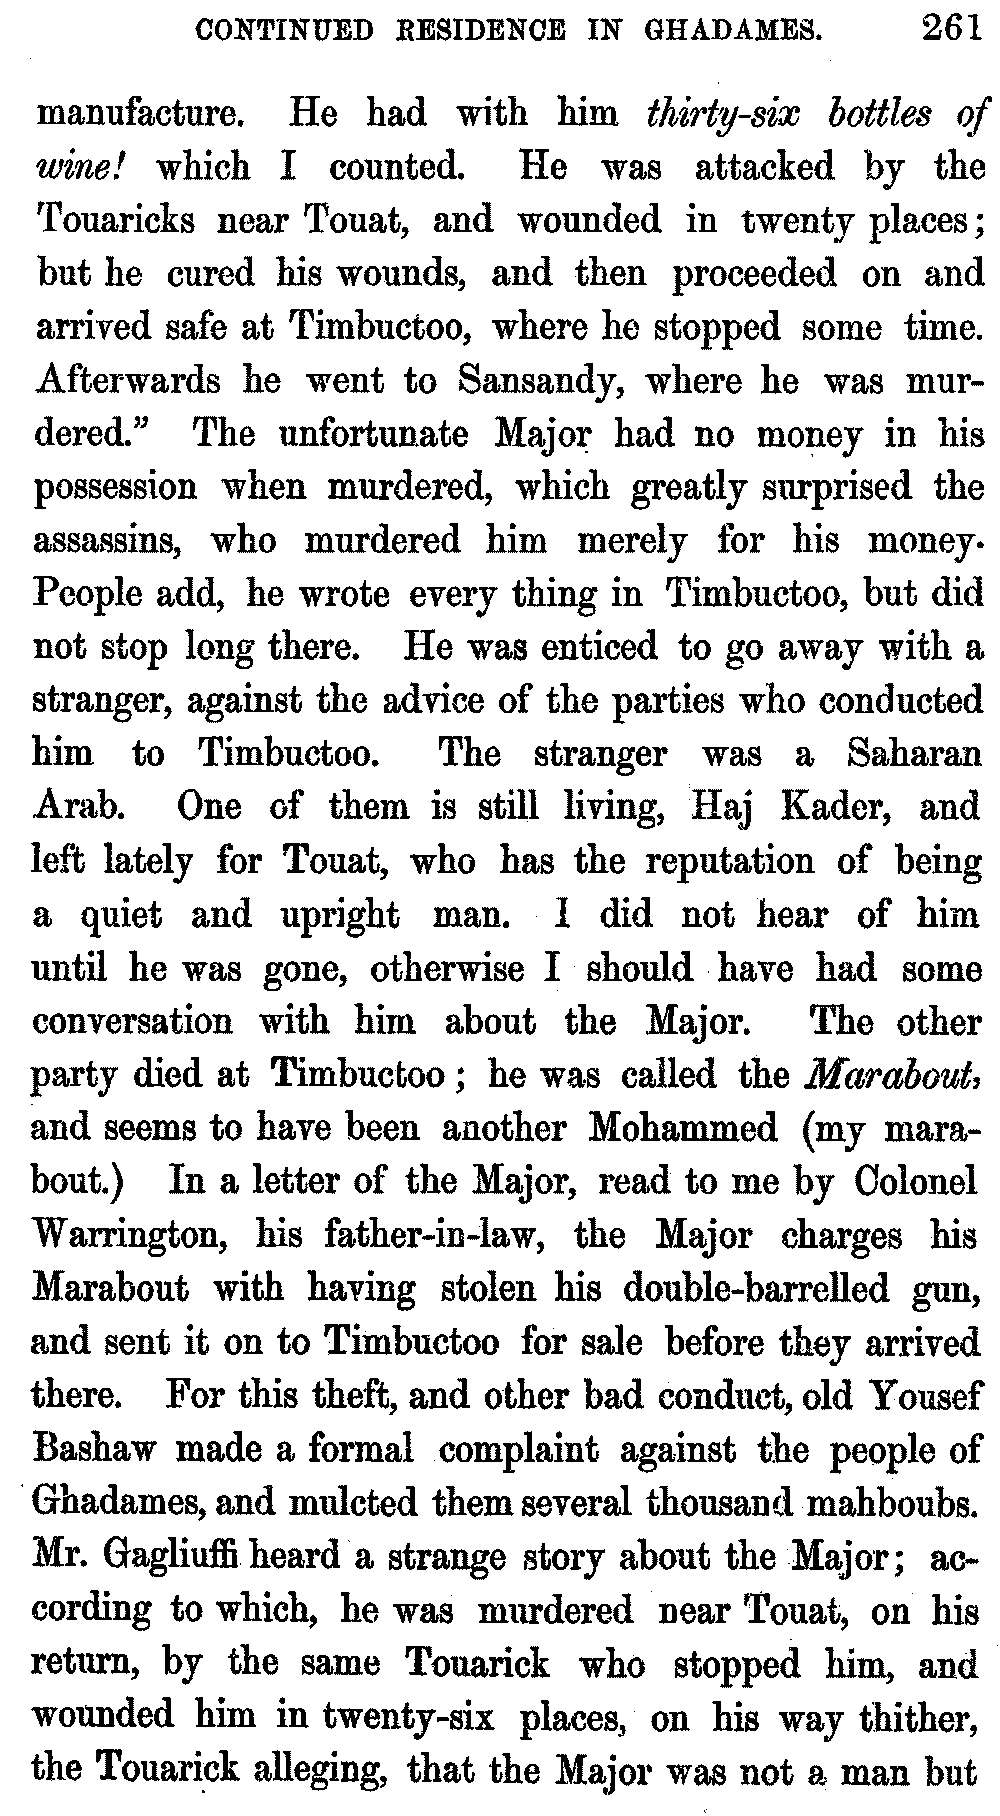 CONTINUED RESIDENCE IN GHADAMES. 261
manufacture. He had with him thirty-six bottles of
wine! which I counted. He was attacked by the
Touaricks near Touat, and wounded in twenty places;
but he cured his wounds, and then proceeded on and
arrived safe at Timbuctoo, where he stopped some time.
Afterwards he went to Sansandy, where he was mur-
dered.” The unfortunate Major had no money in his
possession when murdered, which greatly surprised the
assassins, who murdered him merely for his money.
People add, he wrote every thing in Timbuctoo, but did
not stop long there. He was enticed to go away with a
stranger, against the advice of the parties who conducted
him to Timbuctoo. The stranger was a Saharan
Arab. One of them is still living, Haj Kader, and
left lately for Touat, who has the reputation of being
a quiet and upright man. I did not hear of him
until he was gone, otherwise I should have had some
conversation with him about the Major. The other
party died at Timbuctoo; he was called the Marabout,
and seems to have been another Mohammed (my mara-
bout.) In a letter of the Major, read to me by Colonel
Warrington, his father-in-law, the Major charges his
Marabout with having stolen his double-barrelled gun,
and sent it on to Timbuctoo for sale before they arrived
there. For this theft, and other bad conduct, old Yousef
Bashaw made a formal complaint against the people of
Ghadames, and mulcted them several thousand mahboubs.
Mr. Gagliuffi heard a strange story about the Major; ac-
cording to which, he was murdered near Touat, on his
return, by the same Touarick who stopped him, and
wounded him in twenty-six places, on his way thither,
the Touarick alleging, that the Major was not a man but